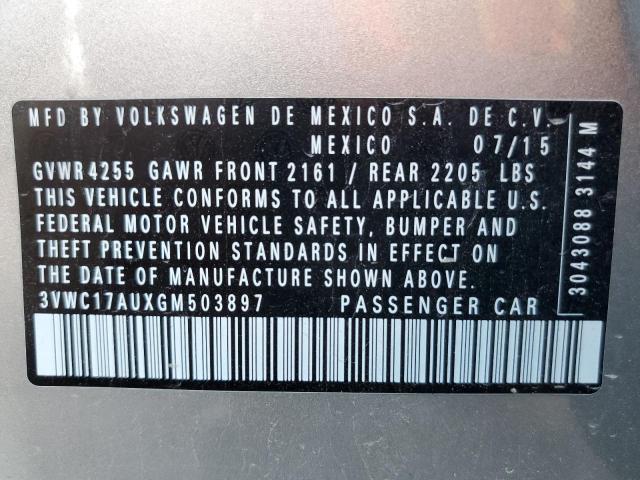 MFD BY VOLKSWAGEN DE MEXICO S.A. DE C.V.
MEXICO 07/15
GVWR 4255 GAWR FRONT 2161 / REAR 2205 LBS
THIS VEHICLE CONFORMS TO ALL APPLICABLE U.S.
FEDERAL MOTOR VEHICLE SAFETY, BUMPER AND
THEFT PREVENTION STANDARDS IN EFFECT ON
THE DATE OF MANUFACTURE SHOWN ABOVE.
3VWC17AUXGM503897 PASSENGER CAR
3043088 3144 M